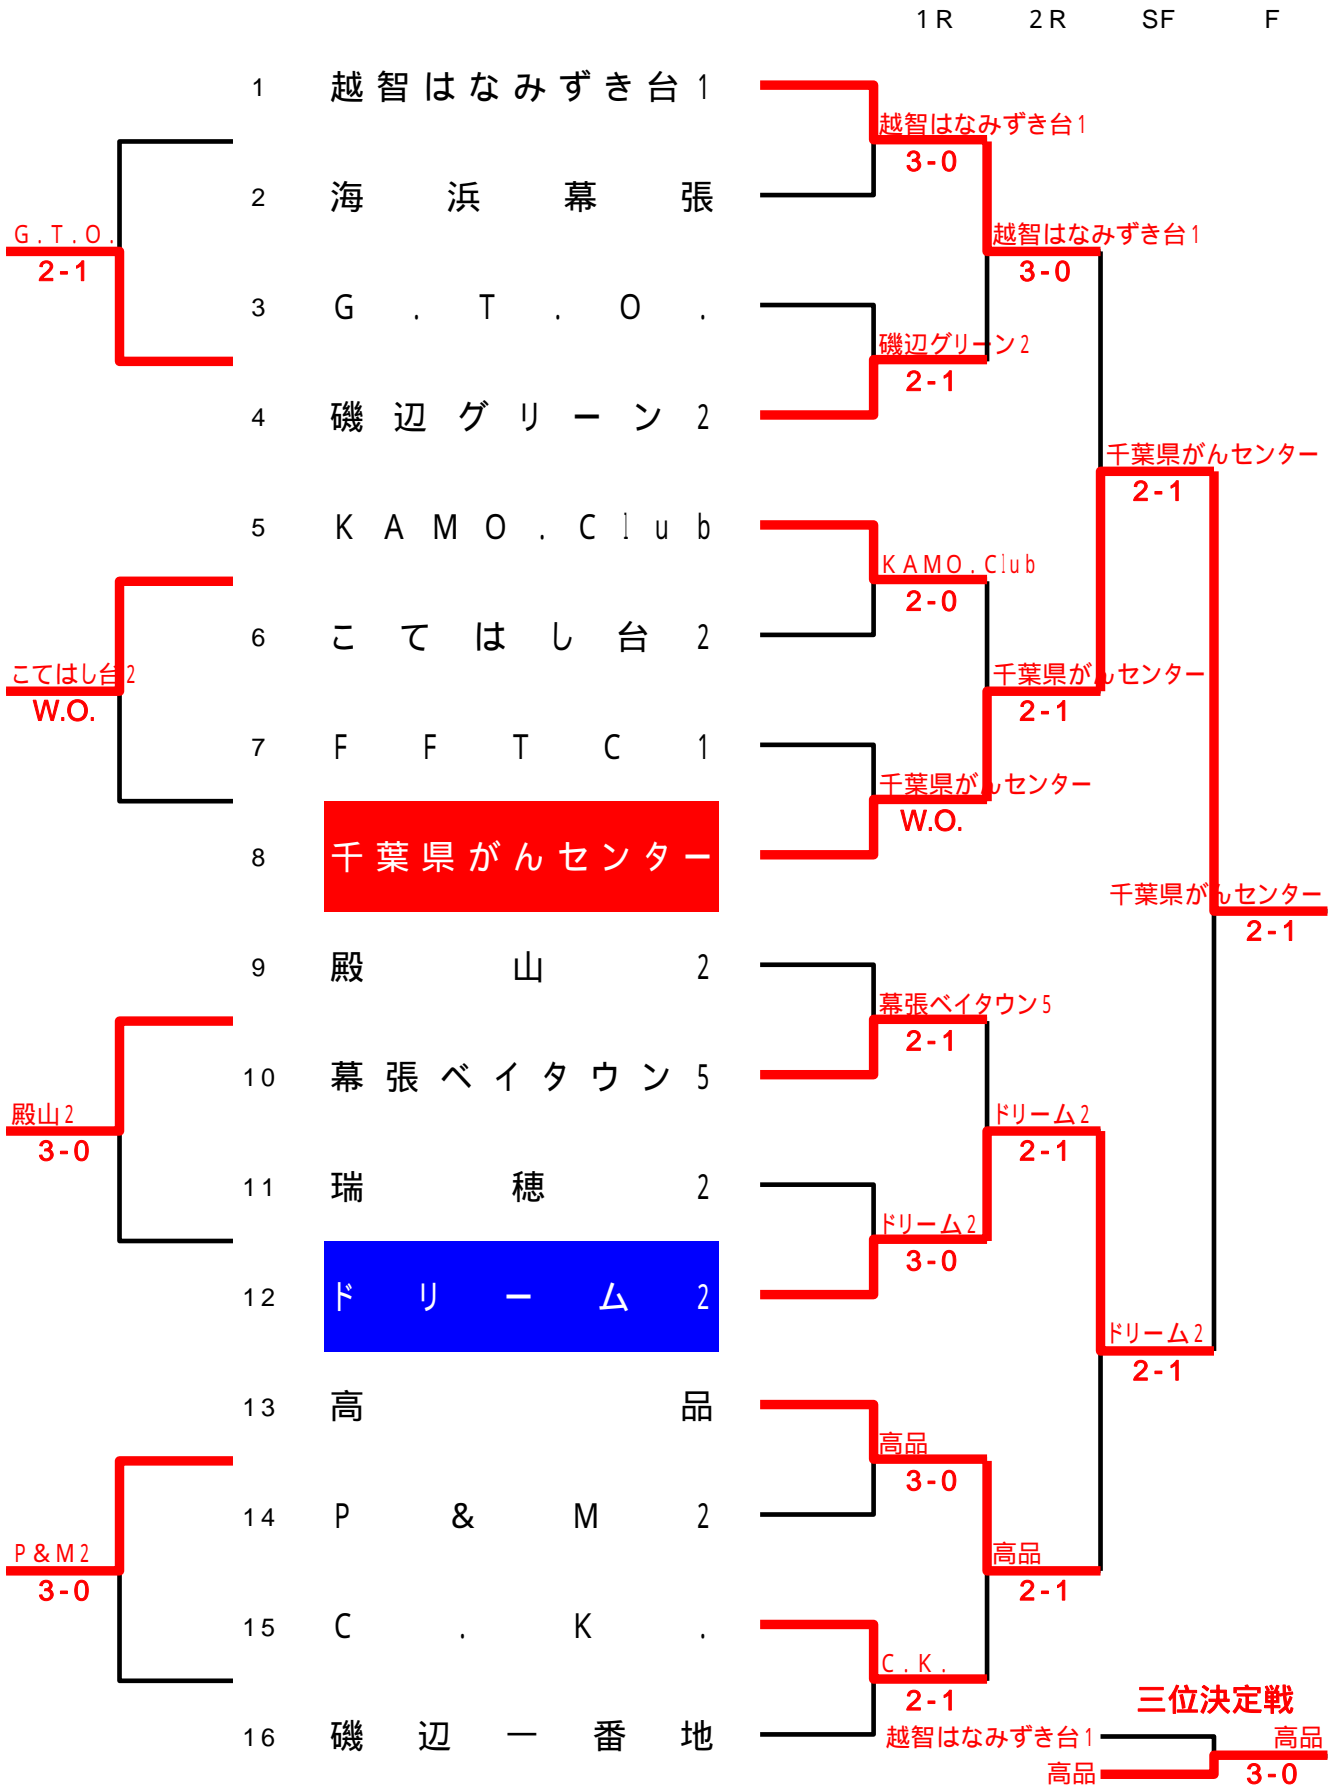 1R 2R SF F
1 越智はなみずき台1
越智はなみずき台1
3-0
2 海浜幕張
G.T.O.
2-1
越智はなみずき台1
3-0
3 G.T.O.
磯辺グリーン2
2-1
4 磯辺グリーン2
千葉県がんセンター
2-1
5 KAMO.Club
KAMO.Club
2-0
6 こてはし台2
こてはし台2
W.O.
千葉県がんセンター
2-1
7 FFTC1
千葉県がんセンター
W.O.
8 千葉県がんセンター
千葉県がんセンター
2-1
9 殿山2
幕張ベイタウン5
2-1
10 幕張ベイタウン5
殿山2
3-0
ドリーム2
2-1
11 瑞穂2
ドリーム2
3-0
12 ドリーム2
ドリーム2
2-1
13 高品
高品
3-0
14 P&M2
P&M2
3-0
高品
2-1
15 C.K.
C.K.
2-1
三位決定戦
16 磯辺一番地
越智はなみずき台1
高品
高品
3-0